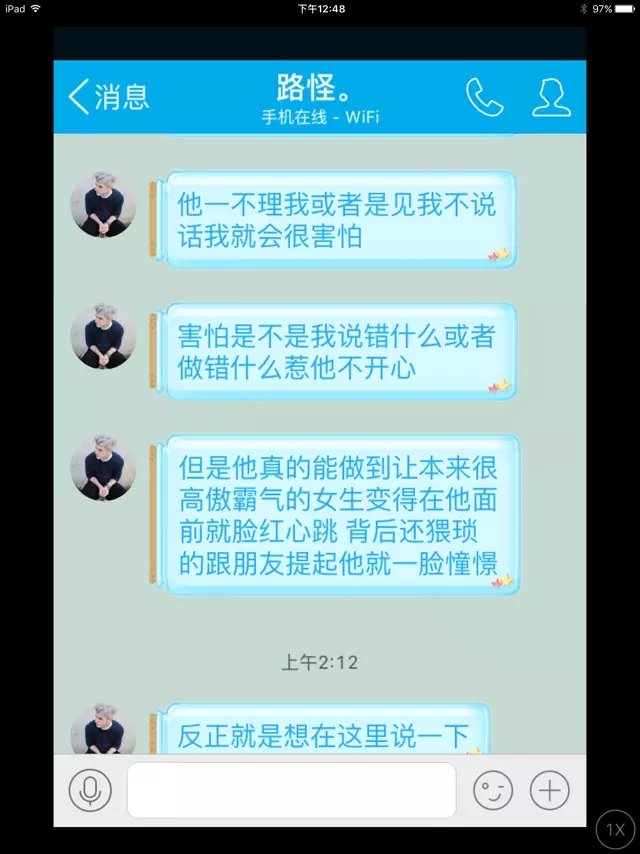 iPad 下午12:48 97%
消息 路怪。
手机在线 - WiFi
他一不理我或者是见我不说
话我就会很害怕
害怕是不是我说错什么或者
做错什么惹他不开心
但是他真的能做到让本来很
高傲霸气的女生变得在他面
前就脸红心跳 背后还猥琐
的跟朋友提起他就一脸憧憬
上午2:12
反正就是想在这里说一下
1X